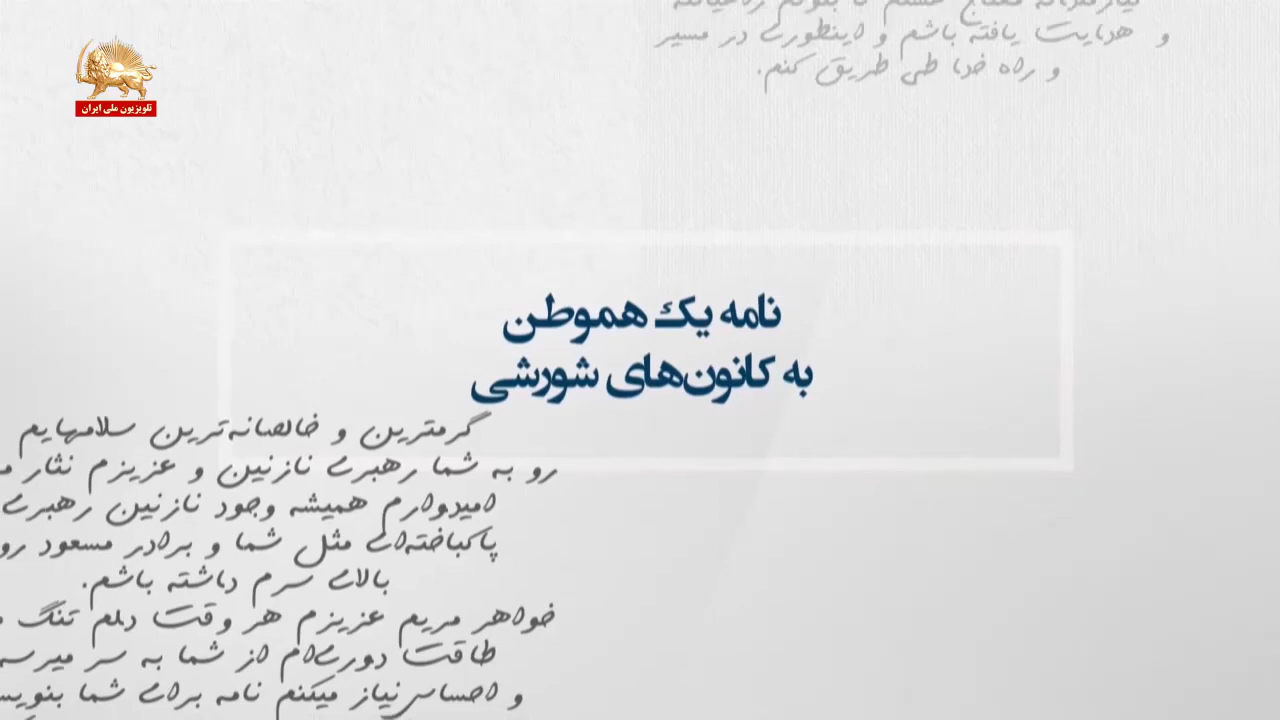 و هدایت یافته باشم و اینطوری در مسیر
و راه خدا طی طریق کنم.
تلویزیون ملی ایران
نامه یک هموطن
به کانون‌های شورشی
گرمترین و خالصانه‌ترین سلامهایم
رو به شما رهبری نازنین و عزیزم نثار
امیدوارم همیشه وجود نازنین رهبری
پاکباخته‌ای مثل شما و برادر مسعود رو
بالای سرم داشته باشم.
خواهر مریم عزیزم هر وقت دلم تنگ
طاقت دوری‌ام از شما به سر
و احساس نیاز میکنم نامه برای شما